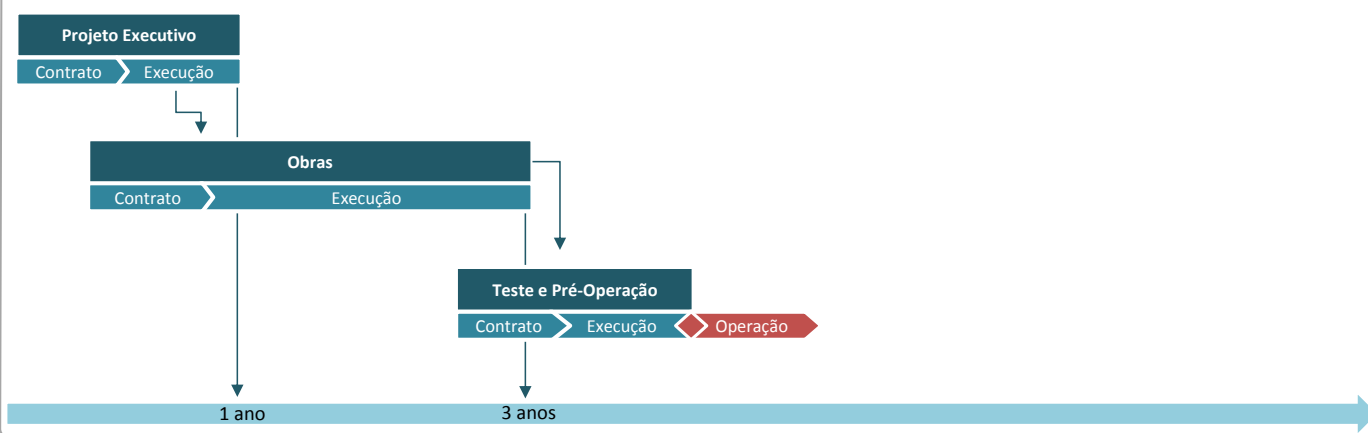 Projeto Executivo
Contrato Execução
Obras
Contrato Execução
Teste e Pré-Operação
Contrato Execução Operação
1 ano 3 anos